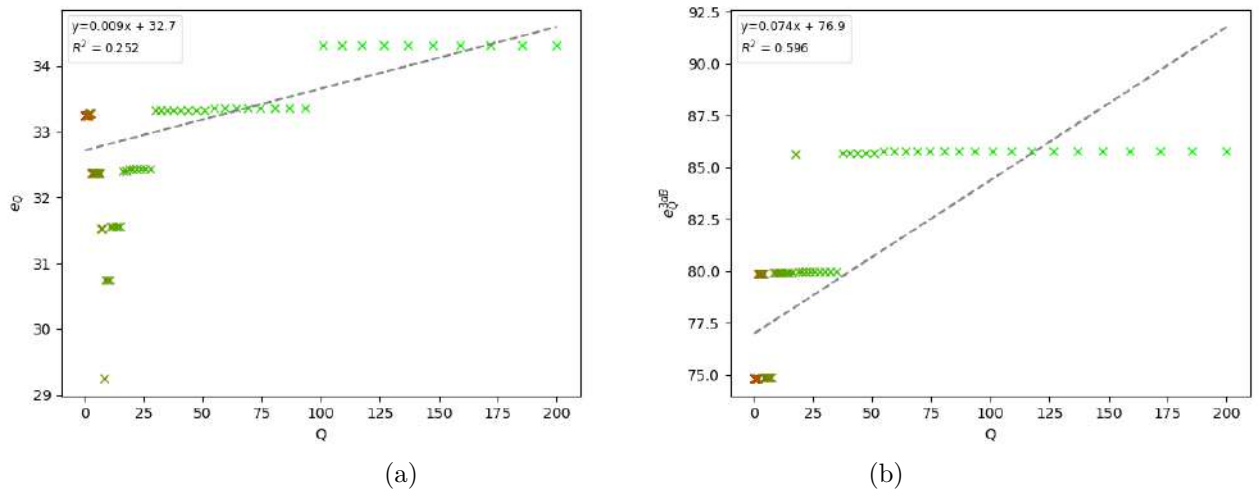 y=0.009x + 32.7
R² = 0.252
34
33
32
31
30
29
e_Q
0 25 50 75 100 125 150 175 200
Q
(a)
y=0.074x + 76.9
R² = 0.596
92.5
90.0
87.5
85.0
82.5
80.0
77.5
75.0
e_Q^{3dB}
0 25 50 75 100 125 150 175 200
Q
(b)